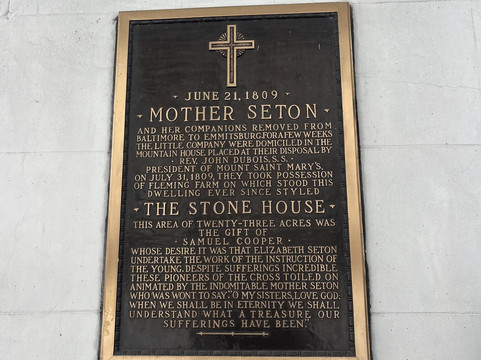 · JUNE 21, 1809 ·
· MOTHER SETON ·
AND HER COMPANIONS REMOVED FROM
BALTIMORE TO EMMITSBURG. FOR A FEW WEEKS
THE LITTLE COMPANY WERE DOMICILED IN THE
MOUNTAIN HOUSE, PLACED AT THEIR DISPOSAL BY
· REV. JOHN DUBOIS, S.S. ·
PRESIDENT OF MOUNT SAINT MARY'S.
ON JULY 31, 1809, THEY TOOK POSSESSION
OF FLEMING FARM ON WHICH STOOD THIS
DWELLING EVER SINCE STYLED
· THE STONE HOUSE ·
THIS AREA OF TWENTY-THREE ACRES WAS
THE GIFT OF
· SAMUEL COOPER ·
WHOSE DESIRE IT WAS THAT ELIZABETH SETON
UNDERTAKE THE WORK OF THE INSTRUCTION OF
THE YOUNG. DESPITE SUFFERINGS INCREDIBLE
THESE PIONEERS OF THE CROSS TOILED ON
ANIMATED BY THE INDOMITABLE MOTHER SETON
WHO WAS WONT TO SAY: "O MY SISTERS, LOVE GOD:
WHEN WE SHALL BE IN ETERNITY WE SHALL
UNDERSTAND WHAT A TREASURE OUR
SUFFERINGS HAVE BEEN."